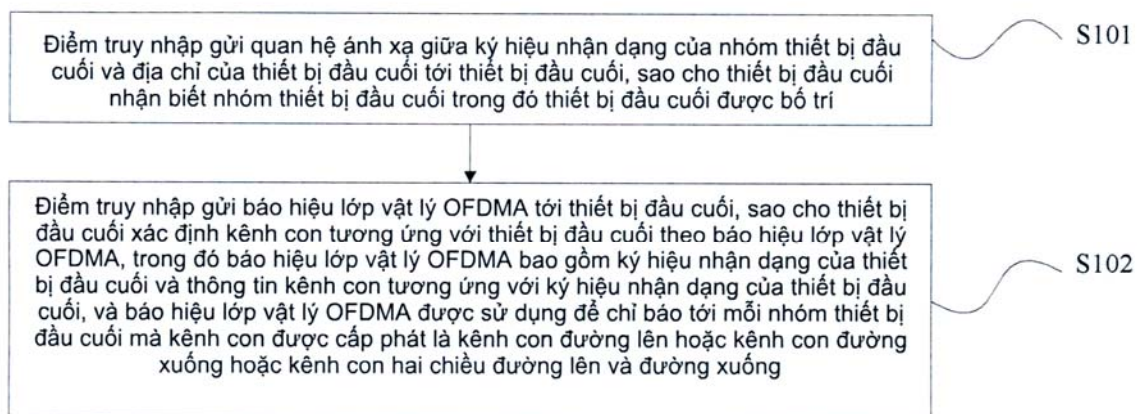 Điểm truy nhập gửi quan hệ ánh xạ giữa ký hiệu nhận dạng của nhóm thiết bị đầu
cuối và địa chỉ của thiết bị đầu cuối tới thiết bị đầu cuối, sao cho thiết bị đầu cuối
nhận biết nhóm thiết bị đầu cuối trong đó thiết bị đầu cuối được bố trí
S101
Điểm truy nhập gửi báo hiệu lớp vật lý OFDMA tới thiết bị đầu cuối, sao cho thiết bị
đầu cuối xác định kênh con tương ứng với thiết bị đầu cuối theo báo hiệu lớp vật lý
OFDMA, trong đó báo hiệu lớp vật lý OFDMA bao gồm ký hiệu nhận dạng của thiết
bị đầu cuối và thông tin kênh con tương ứng với ký hiệu nhận dạng của thiết bị đầu
cuối, và báo hiệu lớp vật lý OFDMA được sử dụng để chỉ báo tới mỗi nhóm thiết bị
đầu cuối mà kênh con được cấp phát là kênh con đường lên hoặc kênh con đường
xuống hoặc kênh con hai chiều đường lên và đường xuống
S102